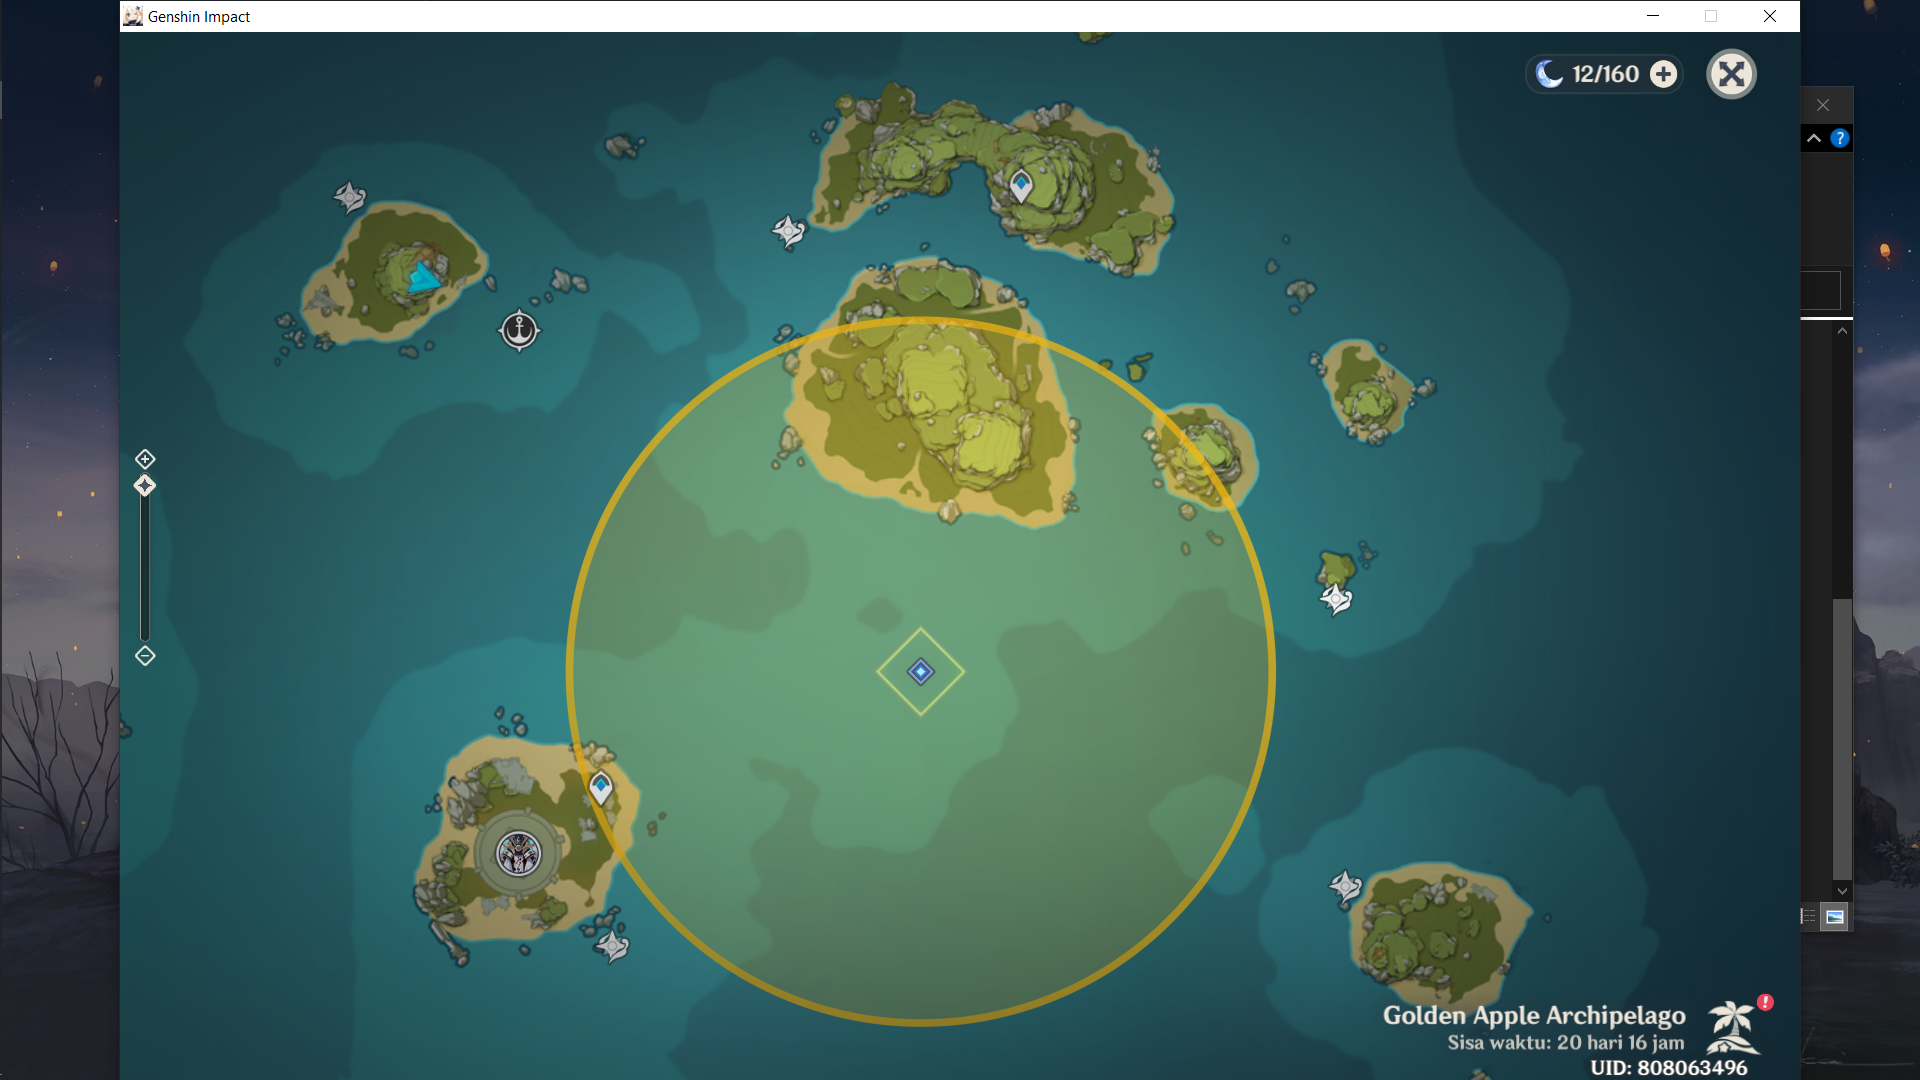 Genshin Impact
12/160
Golden Apple Archipelago
Sisa waktu: 20 hari 16 jam
UID: 808063496